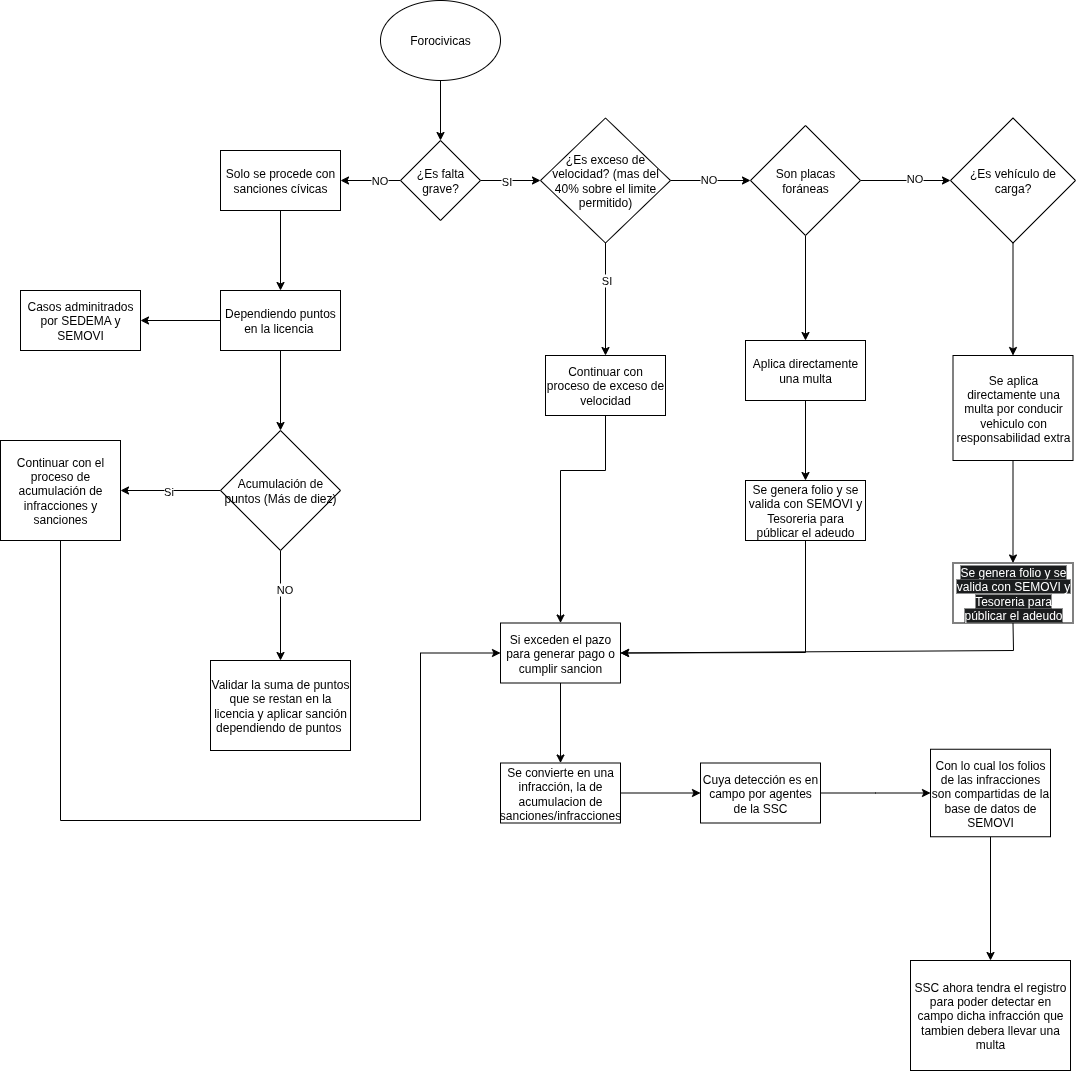 Forocivicas
Solo se procede con
sanciones cívicas
NO
¿Es falta
grave?
SI
¿Es exceso de
velocidad? (mas del
40% sobre el limite
permitido)
NO
Son placas
foráneas
NO
¿Es vehículo de
carga?
SI
Casos adminitrados
por SEDEMA y
SEMOVI
Dependiendo puntos
en la licencia
Continuar con
proceso de exceso de
velocidad
Aplica directamente
una multa
Se aplica
directamente una
multa por conducir
vehiculo con
responsabilidad extra
Continuar con el
proceso de
acumulación de
infracciones y
sanciones
Si
Acumulación de
puntos (Más de diez)
Se genera folio y se
valida con SEMOVI y
Tesoreria para
públicar el adeudo
NO
Se genera folio y se
valida con SEMOVI y
Tesoreria para
públicar el adeudo
Validar la suma de puntos
que se restan en la
licencia y aplicar sanción
dependiendo de puntos
Si exceden el pazo
para generar pago o
cumplir sancion
Se convierte en una
infracción, la de
acumulacion de
sanciones/infracciones
Cuya detección es en
campo por agentes
de la SSC
Con lo cual los folios
de las infracciones
son compartidas de la
base de datos de
SEMOVI
SSC ahora tendra el registro
para poder detectar en
campo dicha infracción que
tambien debera llevar una
multa